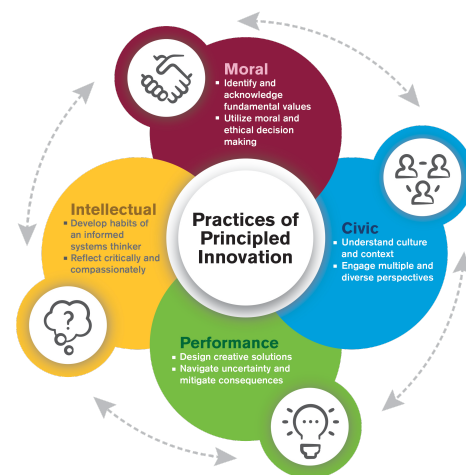 Moral
▪ Identify and
acknowledge
fundamental values
▪ Utilize moral and
ethical decision
making
Intellectual
▪ Develop habits of
an informed
systems thinker
▪ Reflect critically and
compassionately
Practices of
Principled
Innovation
Civic
▪ Understand culture
and context
▪ Engage multiple and
diverse perspectives
Performance
▪ Design creative solutions
▪ Navigate uncertainty and
mitigate consequences
?